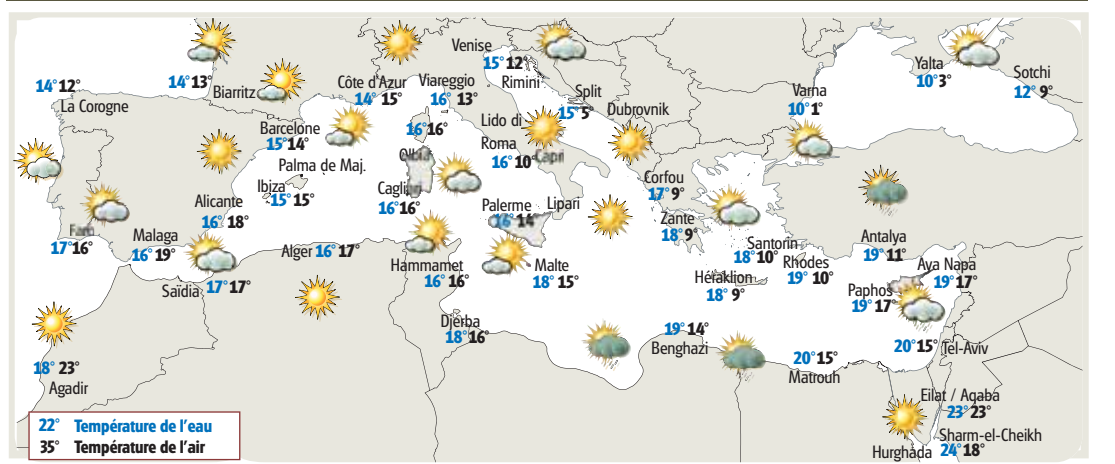 Venise
15° 12°
Rimini
Yalta
10° 3°
Sotchi
12° 9°
14° 12°
La Corogne
14° 13°
Biarritz
Côte d'Azur
14° 15°
Viareggio
16° 13°
Split
15° 5°
Dubrovnik
Varna
10° 1°
Barcelone
15° 14°
16° 16°
Olbia
Lido di
Roma
16° 10°
Capri
Palma de Maj.
Ibiza
15° 15°
Cagliari
16° 16°
Corfou
17° 9°
Alicante
16° 18°
Palerme
16° 14°
Lipari
Zante
18° 9°
Faro
17° 16°
Malaga
16° 19°
Alger 16° 17°
Santorin
18° 10°
Rhodes
19° 10°
Antalya
19° 11°
Hammamet
16° 16°
Malte
18° 15°
Héraklion
18° 9°
Aya Napa
19° 17°
Paphos
19° 17°
Saïdia
17° 17°
Djerba
18° 16°
19° 14°
Benghazi
20° 15°
Matrouh
20° 15°
Tel-Aviv
18° 23°
Agadir
Eilat / Aqaba
23° 23°
Sharm-el-Cheikh
24° 18°
Hurghada
22° Température de l'eau
35° Température de l'air